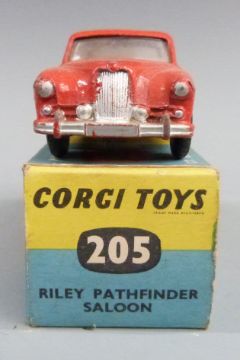 CORGI TOYS
205
RILEY PATHFINDER
SALOON